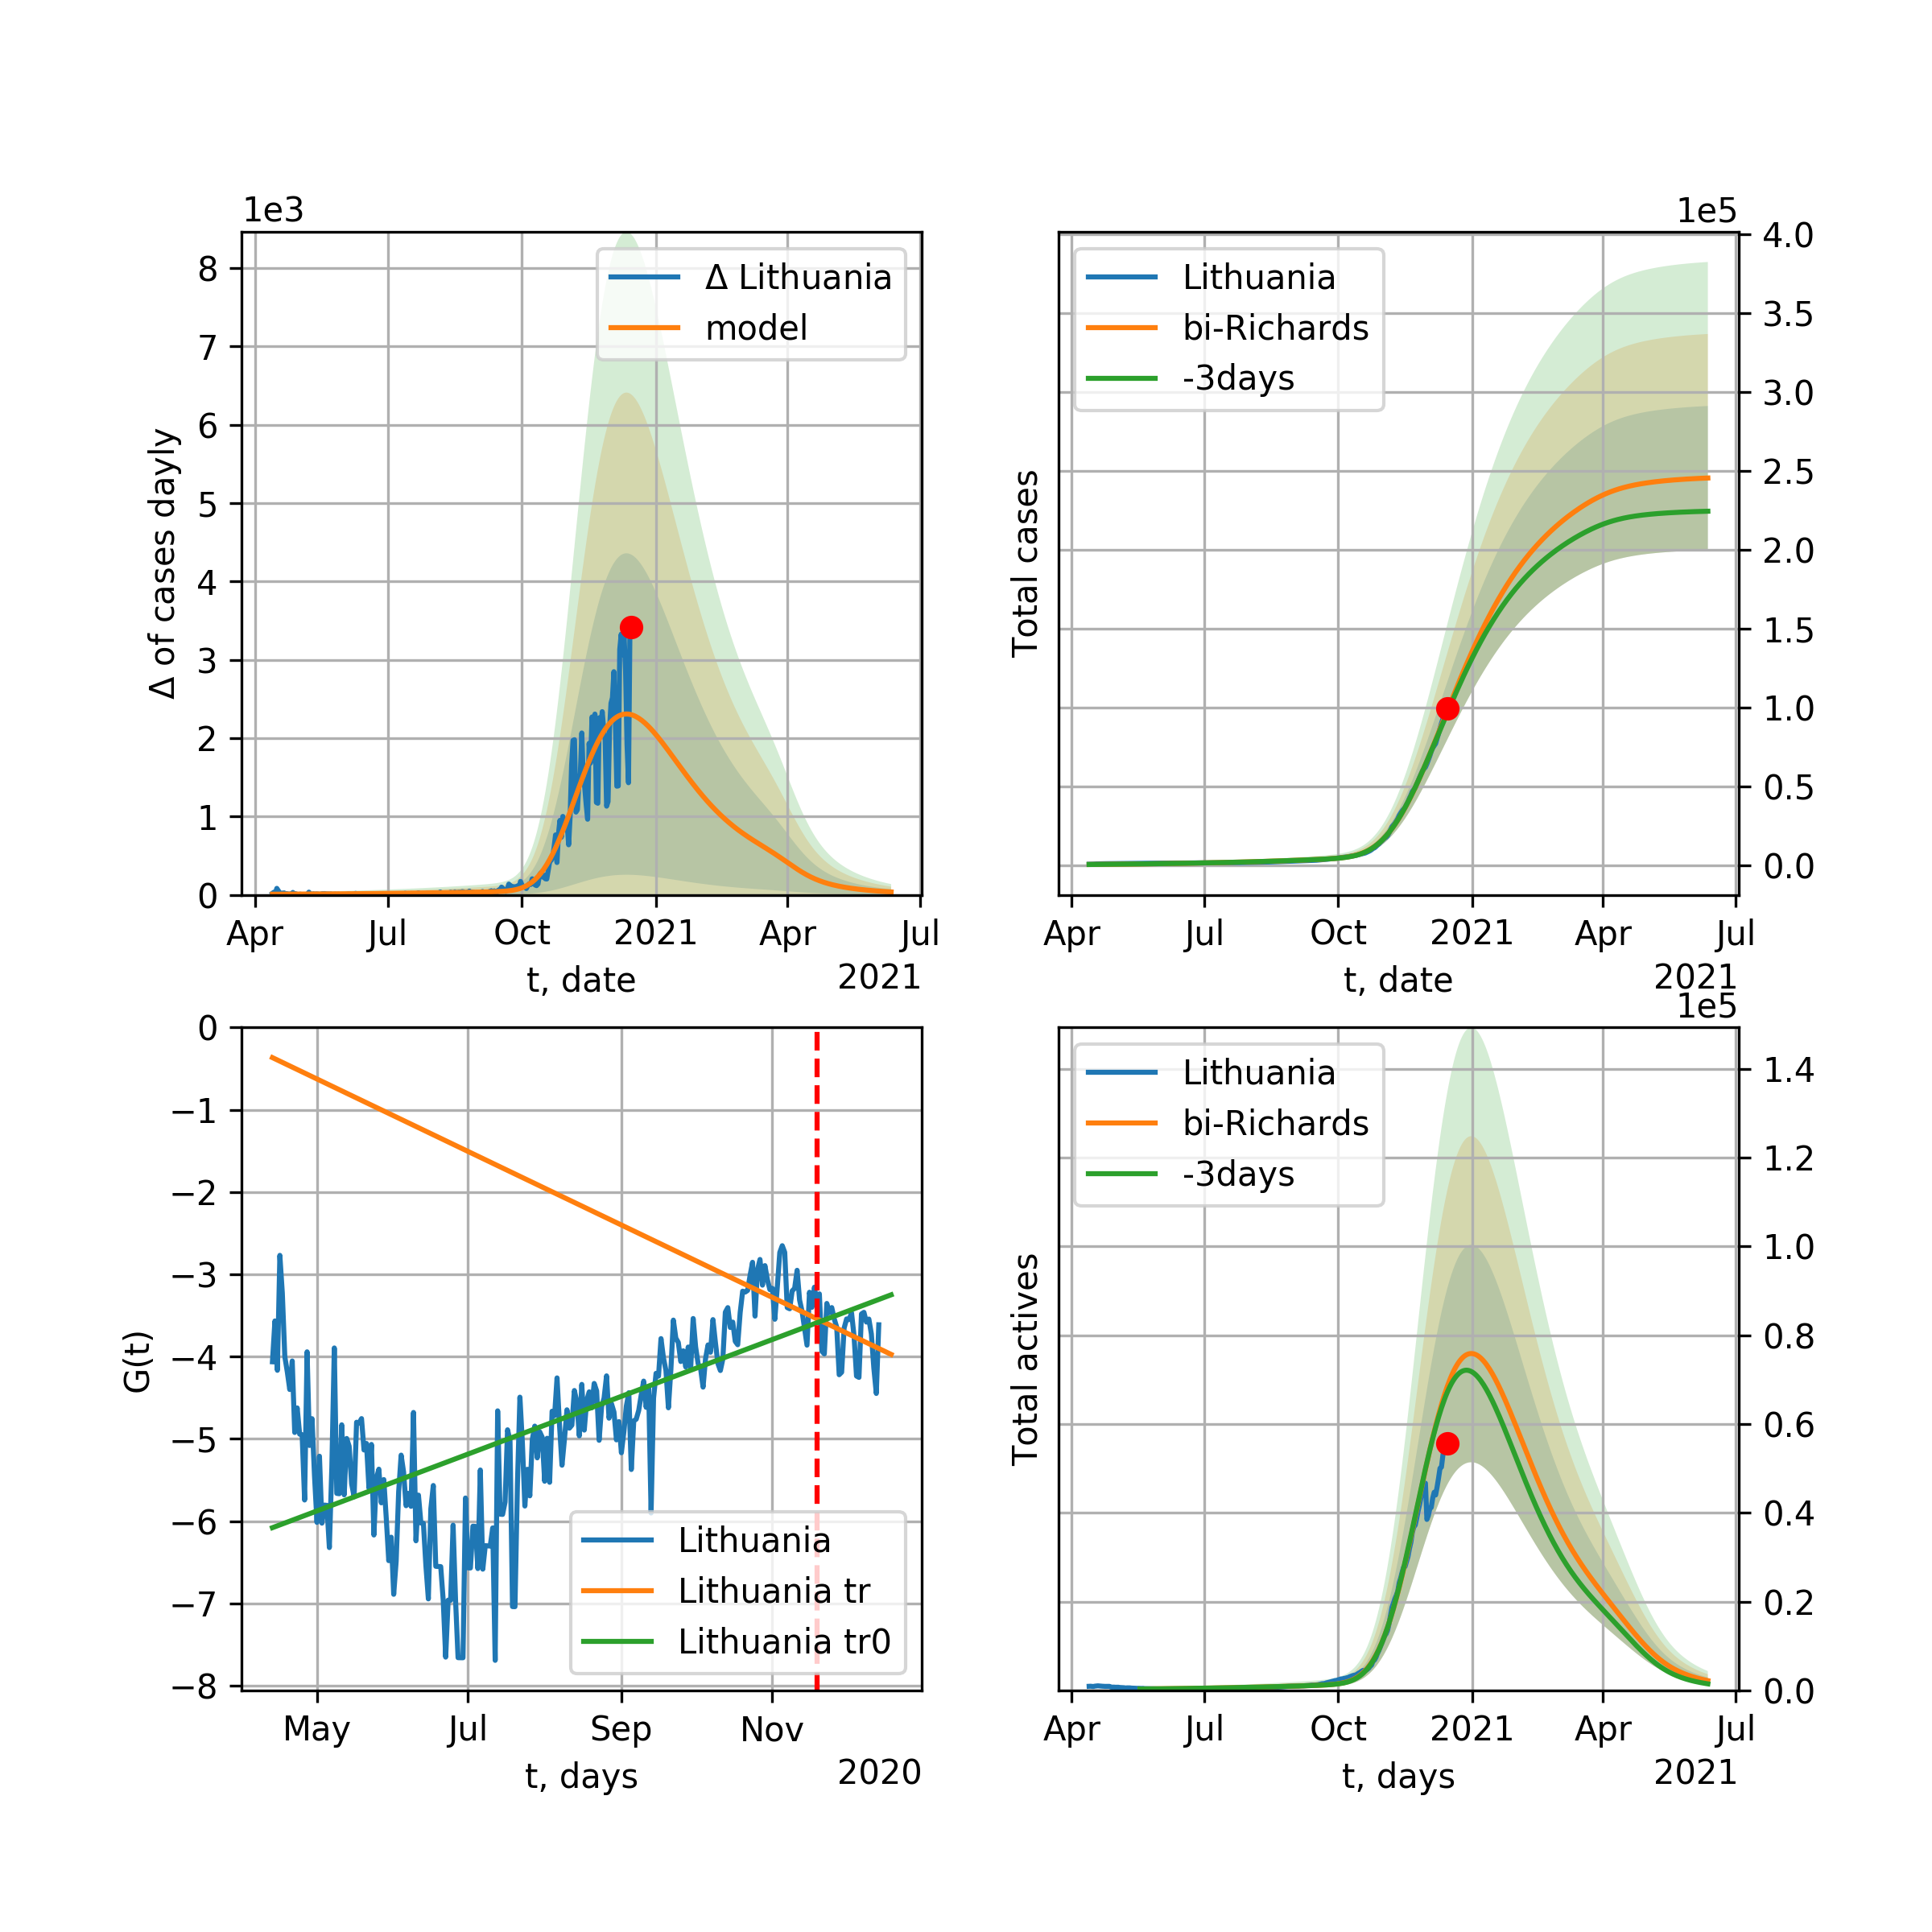 1e3
8
7
6
5
4
3
2
1
0
Δ of cases dayly
Δ Lithuania
model
Apr Jul Oct 2021 Apr Jul
t, date
2021
1e5
4.0
3.5
3.0
2.5
2.0
1.5
1.0
0.5
0.0
Total cases
Lithuania
bi-Richards
-3days
Apr Jul Oct 2021 Apr Jul
t, date
2021
0
−1
−2
−3
−4
−5
−6
−7
−8
G(t)
Lithuania
Lithuania tr
Lithuania tr0
May Jul Sep Nov
t, days
2020
1e5
1.4
1.2
1.0
0.8
0.6
0.4
0.2
0.0
Total actives
Lithuania
bi-Richards
-3days
Apr Jul Oct 2021 Apr Jul
t, days
2021